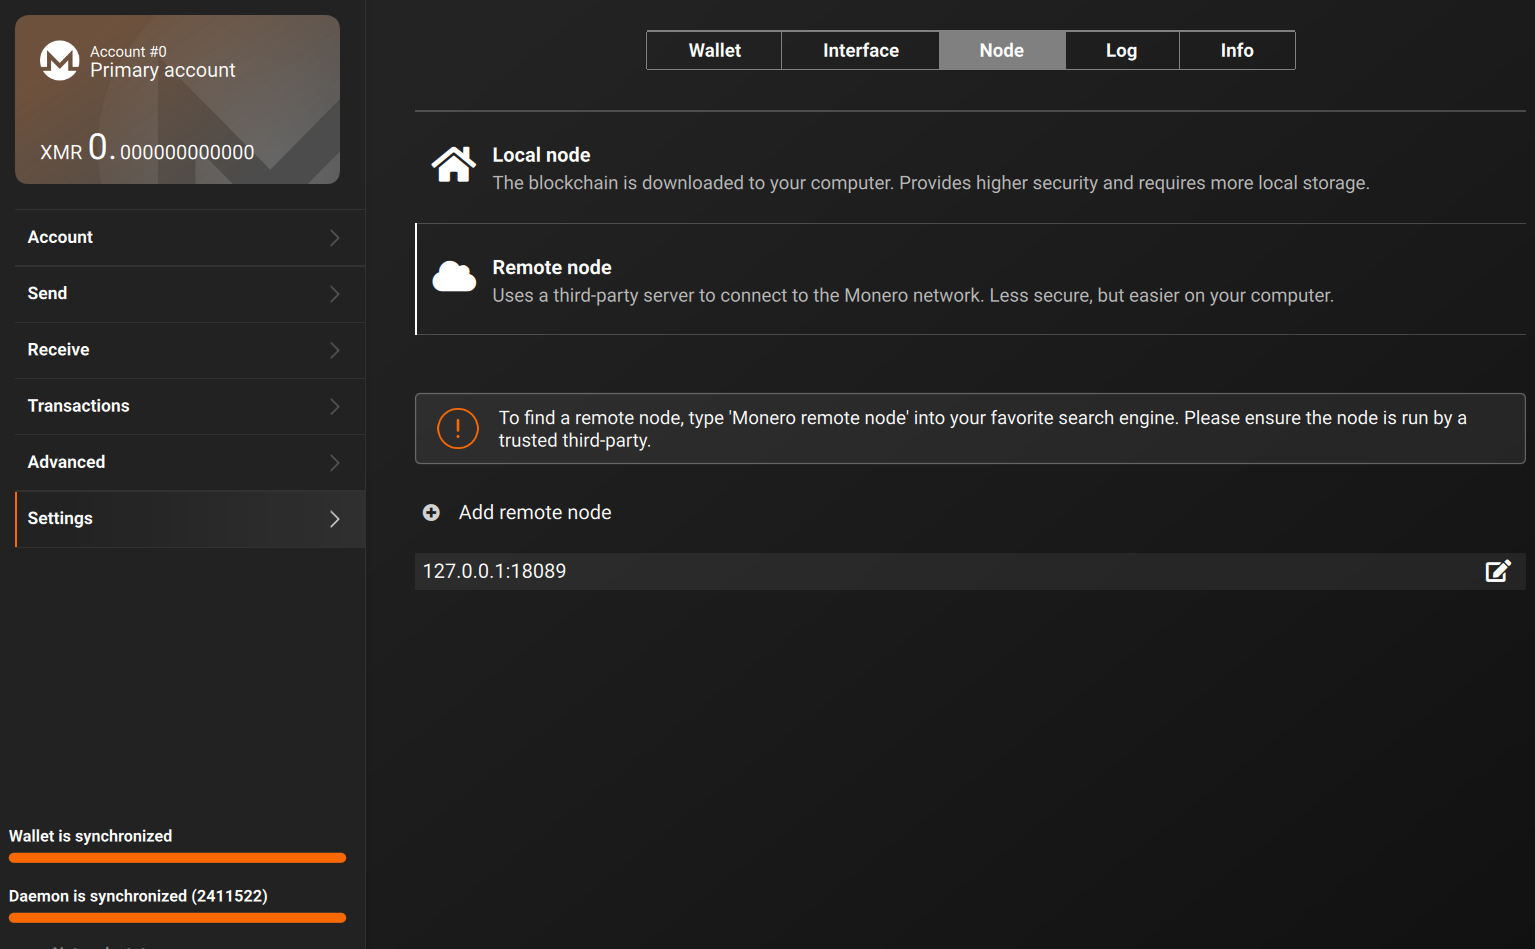 Account #0
Primary account
XMR 0.000000000000
Account
Send
Receive
Transactions
Advanced
Settings
Wallet is synchronized
Daemon is synchronized (2411522)
Wallet Interface Node Log Info
Local node
The blockchain is downloaded to your computer. Provides higher security and requires more local storage.
Remote node
Uses a third-party server to connect to the Monero network. Less secure, but easier on your computer.
To find a remote node, type 'Monero remote node' into your favorite search engine. Please ensure the node is run by a
trusted third-party.
Add remote node
127.0.0.1:18089